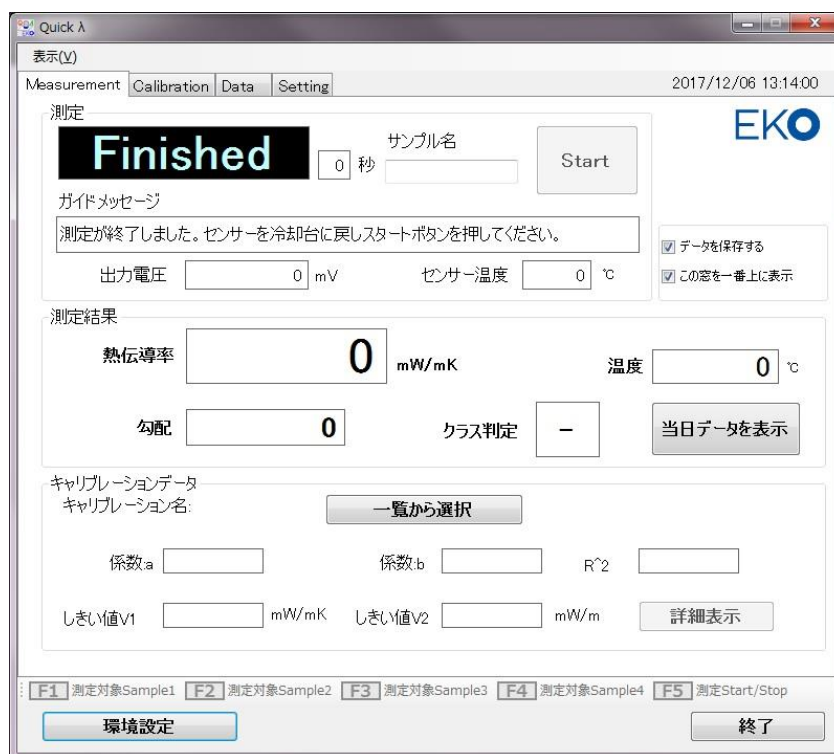 Quick λ
表示(V)
Measurement Calibration Data Setting 2017/12/06 13:14:00
測定
EKO
Finished 0 秒 サンプル名 Start
ガイドメッセージ
測定が終了しました。センサーを冷却台に戻しスタートボタンを押してください。
データを保存する
出力電圧 0 mV センサー温度 0 ℃
この窓を一番上に表示
測定結果
熱伝導率 0 mW/mK 温度 0 ℃
勾配 0 クラス判定 － 当日データを表示
キャリブレーションデータ
キャリブレーション名: 一覧から選択
係数:a 係数:b R^2
しきい値V1 mW/mK しきい値V2 mW/m 詳細表示
F1 測定対象Sample1 F2 測定対象Sample2 F3 測定対象Sample3 F4 測定対象Sample4 F5 測定Start/Stop
環境設定 終了